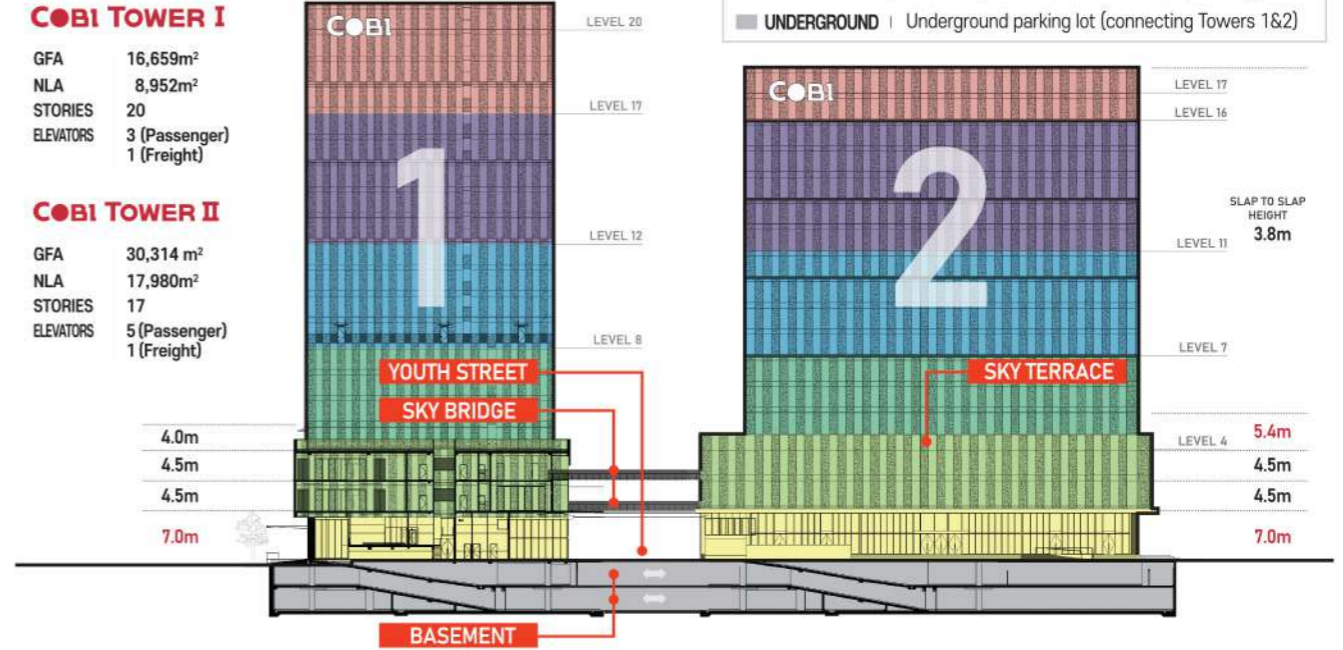 COBI TOWER I
GFA 16,659m²
NLA 8,952m²
STORIES 20
ELEVATORS 3 (Passenger)
1 (Freight)
COBI TOWER II
GFA 30,314 m²
NLA 17,980m²
STORIES 17
ELEVATORS 5 (Passenger)
1 (Freight)
4.0m
4.5m
4.5m
7.0m
COBI
1
LEVEL 20
LEVEL 17
LEVEL 12
LEVEL 8
YOUTH STREET
SKY BRIDGE
BASEMENT
UNDERGROUND | Underground parking lot (connecting Towers 1&2)
COBI
2
SKY TERRACE
LEVEL 17
LEVEL 16
LEVEL 11
LEVEL 7
LEVEL 4
SLAP TO SLAP
HEIGHT
3.8m
5.4m
4.5m
4.5m
7.0m